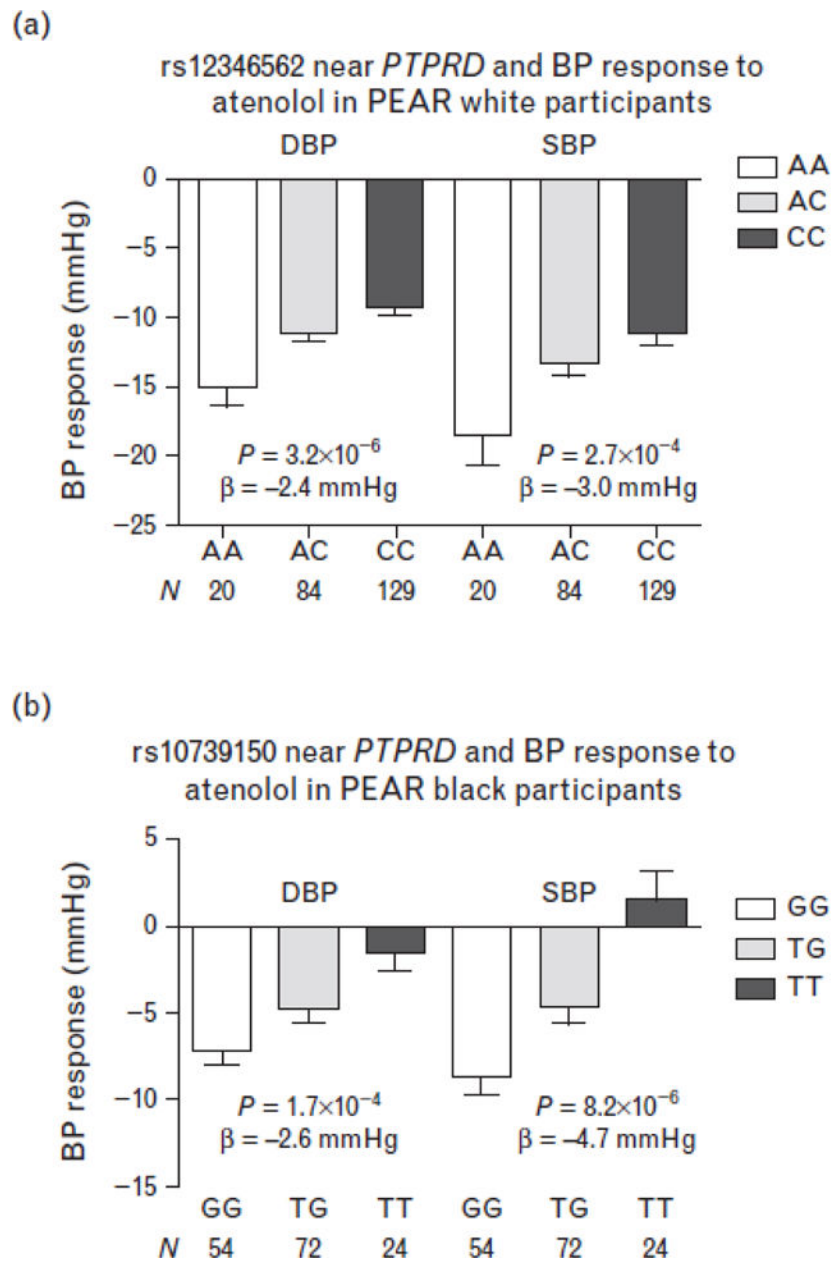 (a)
rs12346562 near PTPRD and BP response to
atenolol in PEAR white participants
DBP SBP
AA
AC
CC
BP response (mmHg)
0
−5
−10
−15
−20
−25
P = 3.2×10−6
β = −2.4 mmHg
P = 2.7×10−4
β = −3.0 mmHg
AA AC CC AA AC CC
N 20 84 129 20 84 129
(b)
rs10739150 near PTPRD and BP response to
atenolol in PEAR black participants
DBP SBP
GG
TG
TT
BP response (mmHg)
5
0
−5
−10
−15
P = 1.7×10−4
β = −2.6 mmHg
P = 8.2×10−6
β = −4.7 mmHg
GG TG TT GG TG TT
N 54 72 24 54 72 24